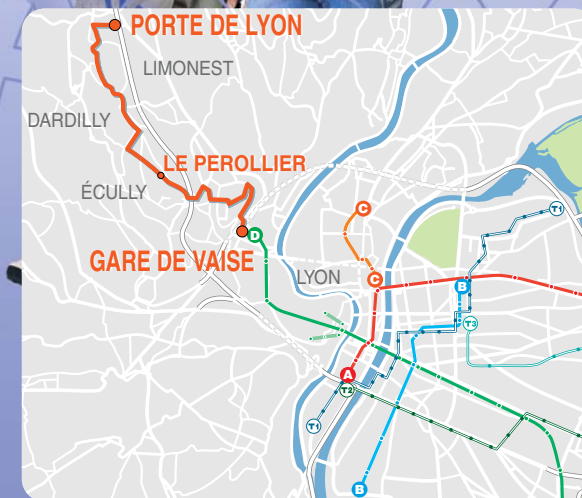 PORTE DE LYON
LIMONEST
DARDILLY
LE PEROLLIER
ÉCULLY
C
T1
D
GARE DE VAISE
LYON
C
B
T3
A
T2
T1
B